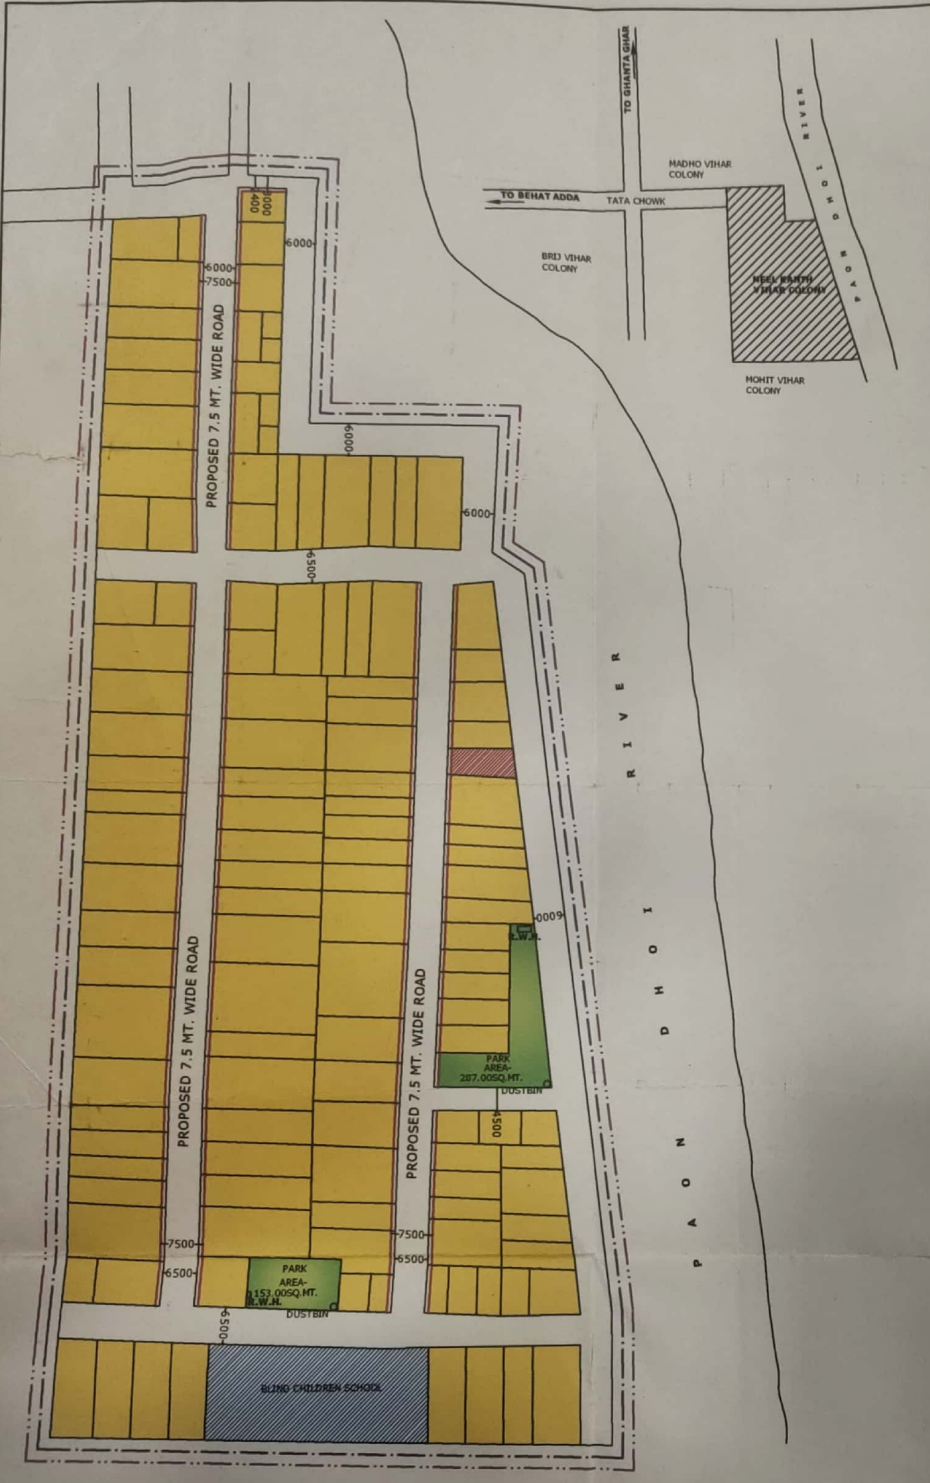 TO GHANTA GHAR
PAON DHOI RIVER
MADHO VIHAR
COLONY
TO BEHAT ADDA
TATA CHOWK
BRIJ VIHAR
COLONY
NEEL KANTH
VIHAR COLONY
MOHIT VIHAR
COLONY
3000
6000
6000
7500
PROPOSED 7.5 MT. WIDE ROAD
6000
6000
6500
PAON DHOI RIVER
6000
R.W.H.
PROPOSED 7.5 MT. WIDE ROAD
PROPOSED 7.5 MT. WIDE ROAD
PARK
AREA-
287.00SQ.MT.
DUSTBIN
4500
7500
6500
7500
6500
PARK
AREA-
153.00SQ.MT.
R.W.H.
DUSTBIN
6500
BLIND CHILDREN SCHOOL